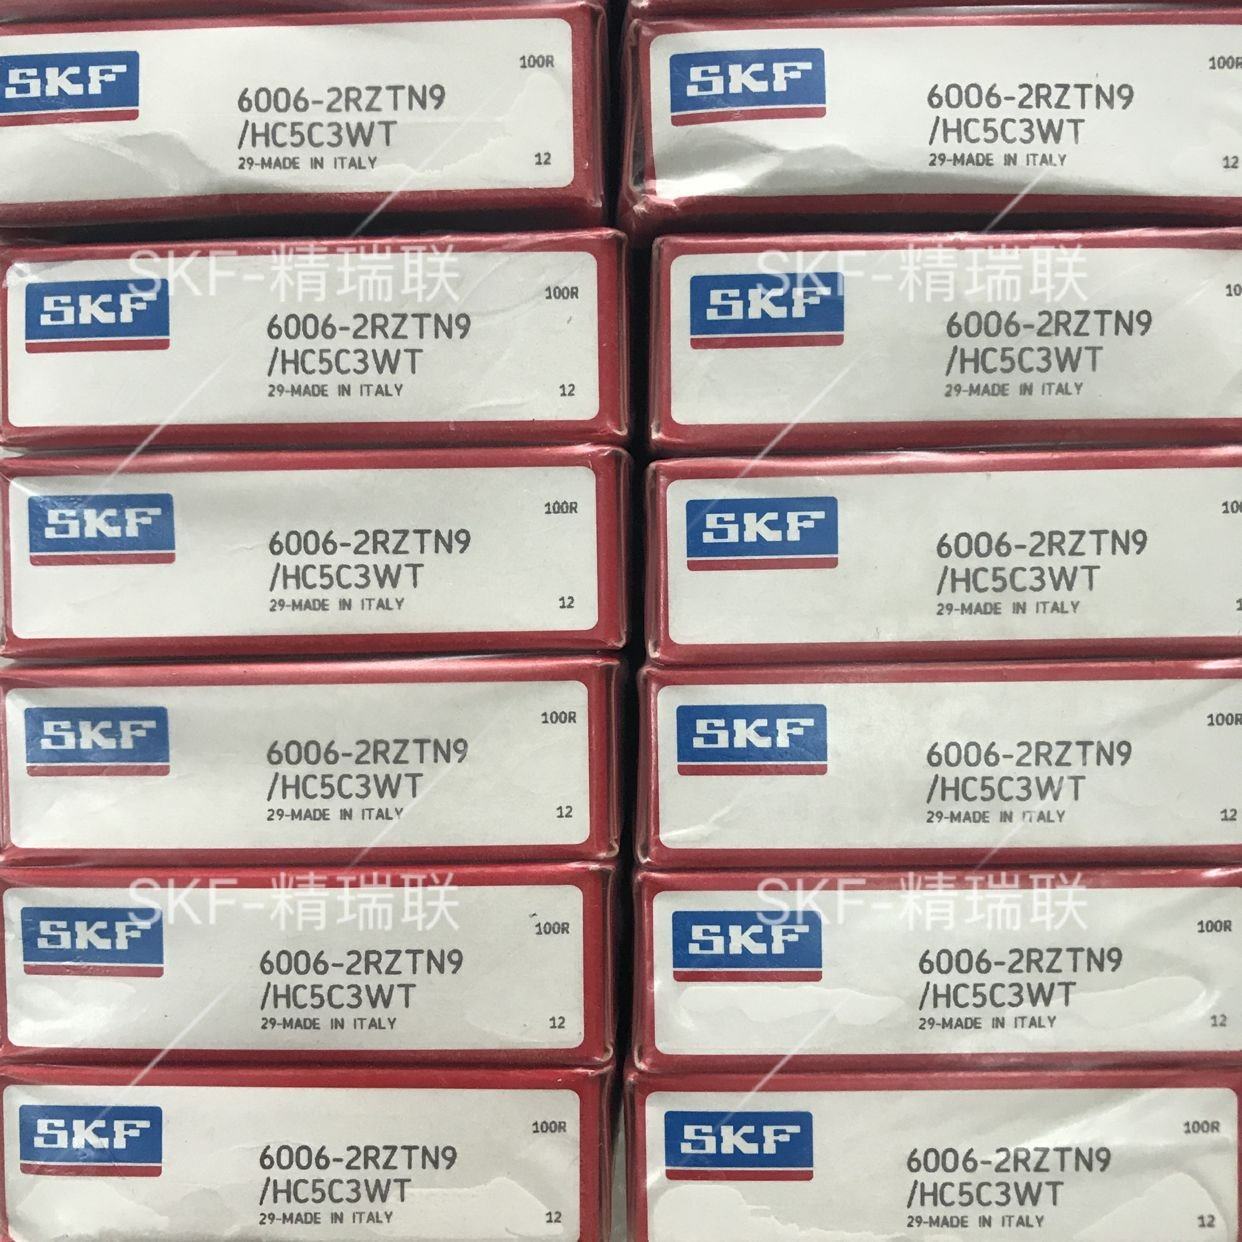 SKF
100R
6006-2RZTN9
/HC5C3WT
29-MADE IN ITALY
12
SKF
100R
6006-2RZTN9
/HC5C3WT
29-MADE IN ITALY
12
SKF-精瑞联
SKF
100R
6006-2RZTN9
/HC5C3WT
29-MADE IN ITALY
12
SKF-精瑞联
SKF
10
6006-2RZTN9
/HC5C3WT
29-MADE IN ITALY
SKF
100R
6006-2RZTN9
/HC5C3WT
29-MADE IN ITALY
12
SKF
100
6006-2RZTN9
/HC5C3WT
29-MADE IN ITALY
1
SKF
100R
6006-2RZTN9
/HC5C3WT
29-MADE IN ITALY
12
SKF
100R
6006-2RZTN9
/HC5C3WT
29-MADE IN ITALY
12
SKF-精瑞联
SKF
100R
6006-2RZTN9
/HC5C3WT
29-MADE IN ITALY
12
SKF-精瑞联
SKF
100R
6006-2RZTN9
/HC5C3WT
29-MADE IN ITALY
12
SKF
100R
6006-2RZTN9
/HC5C3WT
29-MADE IN ITALY
12
SKF
100R
6006-2RZTN9
/HC5C3WT
29-MADE IN ITALY
12